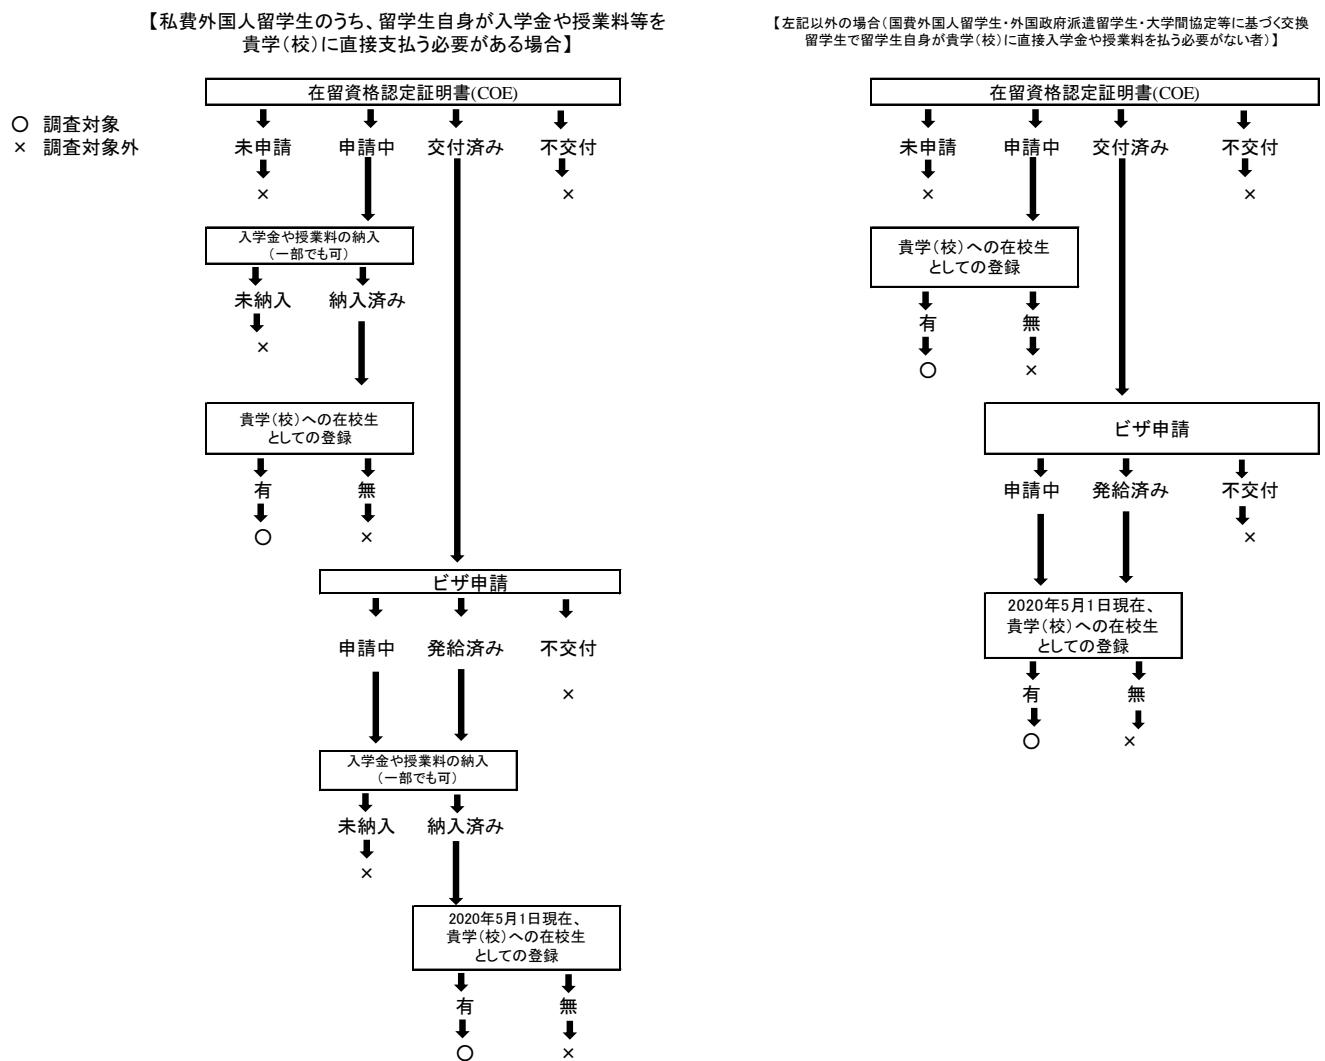 【私費外国人留学生のうち、留学生自身が入学金や授業料等を
貴学(校)に直接支払う必要がある場合】
○ 調査対象
× 調査対象外
在留資格認定証明書(COE)
未申請 申請中 交付済み 不交付
× ×
入学金や授業料の納入
(一部でも可)
未納入 納入済み
×
貴学(校)への在校生
としての登録
有 無
○ ×
ビザ申請
申請中 発給済み 不交付
×
入学金や授業料の納入
(一部でも可)
未納入 納入済み
×
2020年5月1日現在、
貴学(校)への在校生
としての登録
有 無
○ ×
【左記以外の場合(国費外国人留学生・外国政府派遣留学生・大学間協定等に基づく交換
留学生で留学生自身が貴学(校)に直接入学金や授業料を払う必要がない者)】
在留資格認定証明書(COE)
未申請 申請中 交付済み 不交付
× ×
貴学(校)への在校生
としての登録
有 無
○ ×
ビザ申請
申請中 発給済み 不交付
×
2020年5月1日現在、
貴学(校)への在校生
としての登録
有 無
○ ×